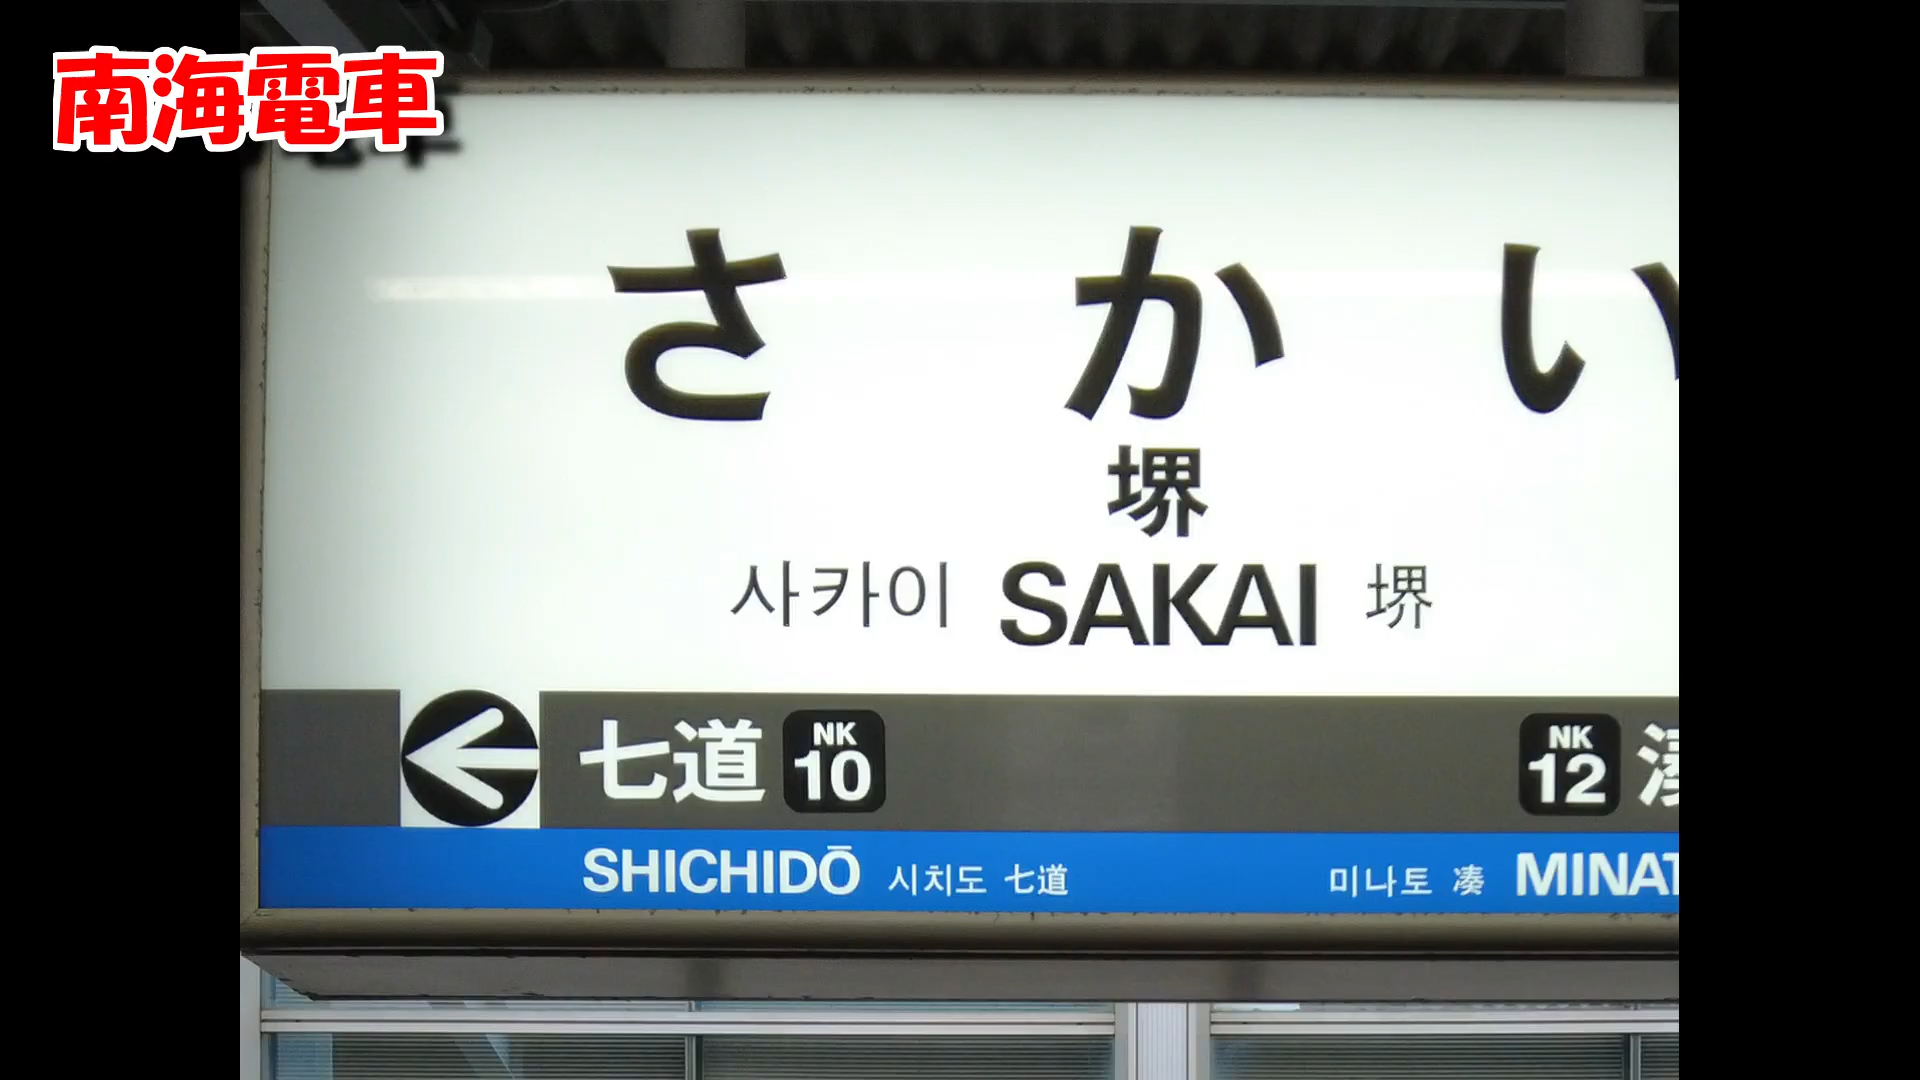 南海電車
さかい
堺
사카이 SAKAI 堺
七道 NK 10 NK 12
SHICHIDŌ 시치도 七道 미나토 湊 MINAT